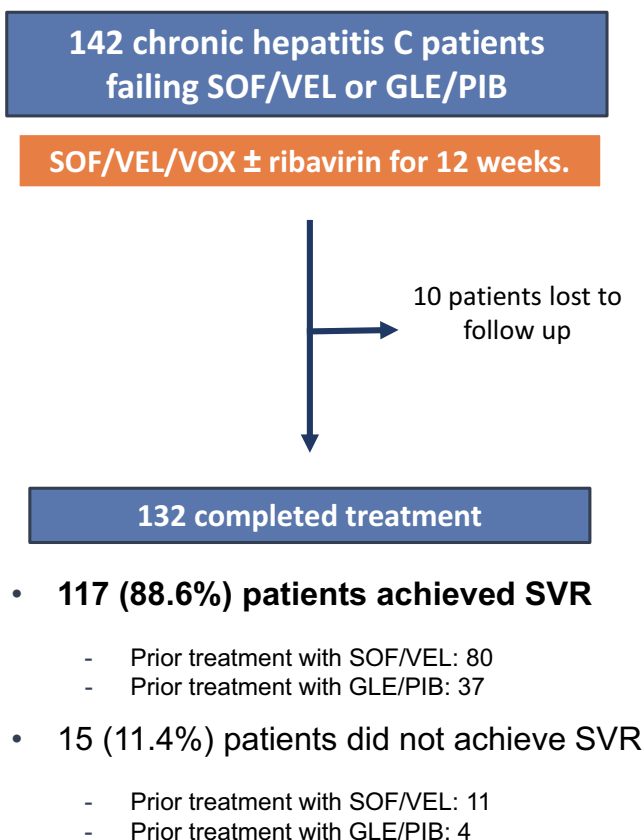 142 chronic hepatitis C patients
failing SOF/VEL or GLE/PIB
SOF/VEL/VOX ± ribavirin for 12 weeks.
10 patients lost to
follow up
132 completed treatment
• 117 (88.6%) patients achieved SVR
- Prior treatment with SOF/VEL: 80
- Prior treatment with GLE/PIB: 37
• 15 (11.4%) patients did not achieve SVR
- Prior treatment with SOF/VEL: 11
- Prior treatment with GLE/PIB: 4